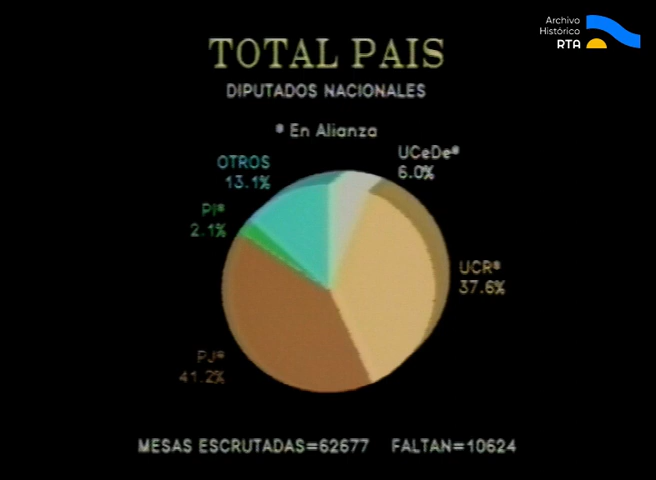 Archivo
Histórico
RTA
TOTAL PAIS
DIPUTADOS NACIONALES
* En Alianza
UCeDe*
6.0%
OTROS
13.1%
PI*
2.1%
UCR*
37.6%
PJ*
41.2%
MESAS ESCRUTADAS=62677 FALTAN=10624